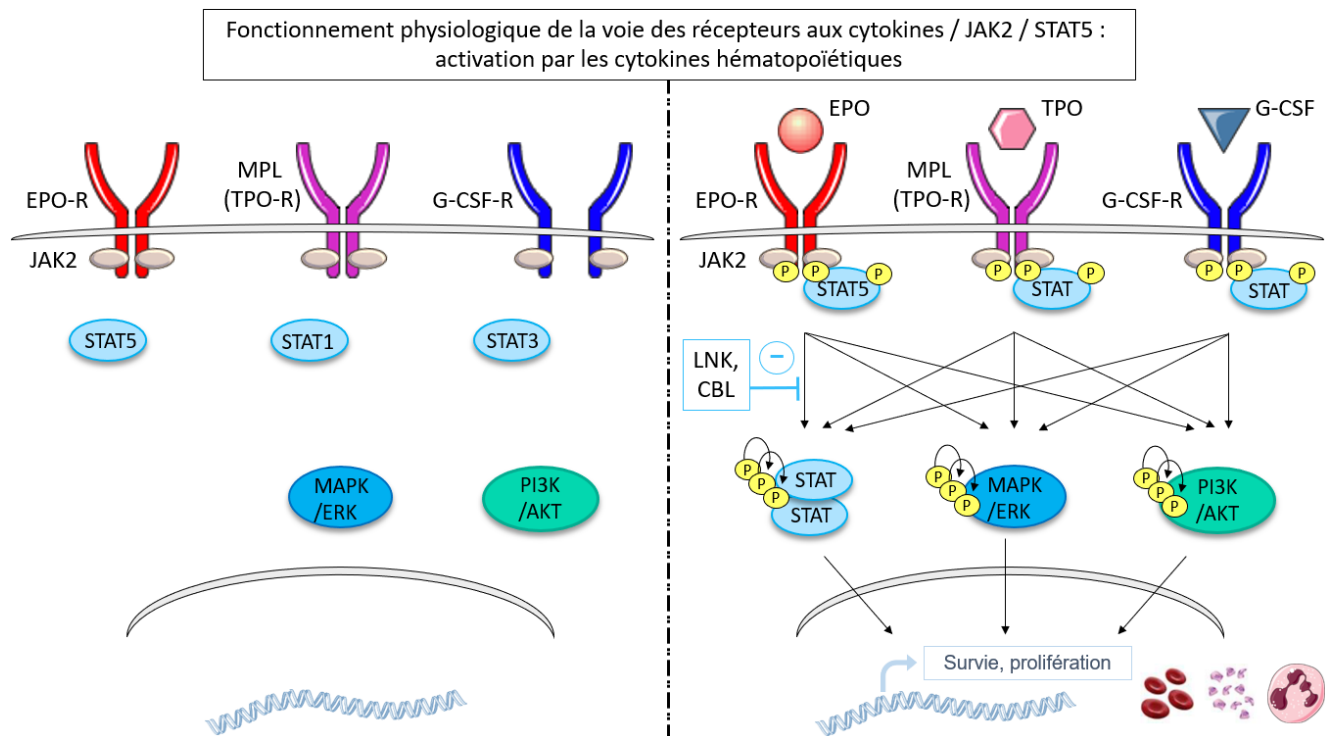 Fonctionnement physiologique de la voie des récepteurs aux cytokines / JAK2 / STAT5 :
activation par les cytokines hématopoïétiques
EPO-R
MPL
(TPO-R)
G-CSF-R
JAK2
STAT5
STAT1
STAT3
MAPK
/ERK
PI3K
/AKT
EPO
TPO
G-CSF
EPO-R
MPL
(TPO-R)
G-CSF-R
JAK2
P
P
P
STAT5
P
P
P
STAT
P
P
P
STAT
LNK,
CBL
−
P
P
P
STAT
STAT
P
P
P
MAPK
/ERK
P
P
P
PI3K
/AKT
Survie, prolifération